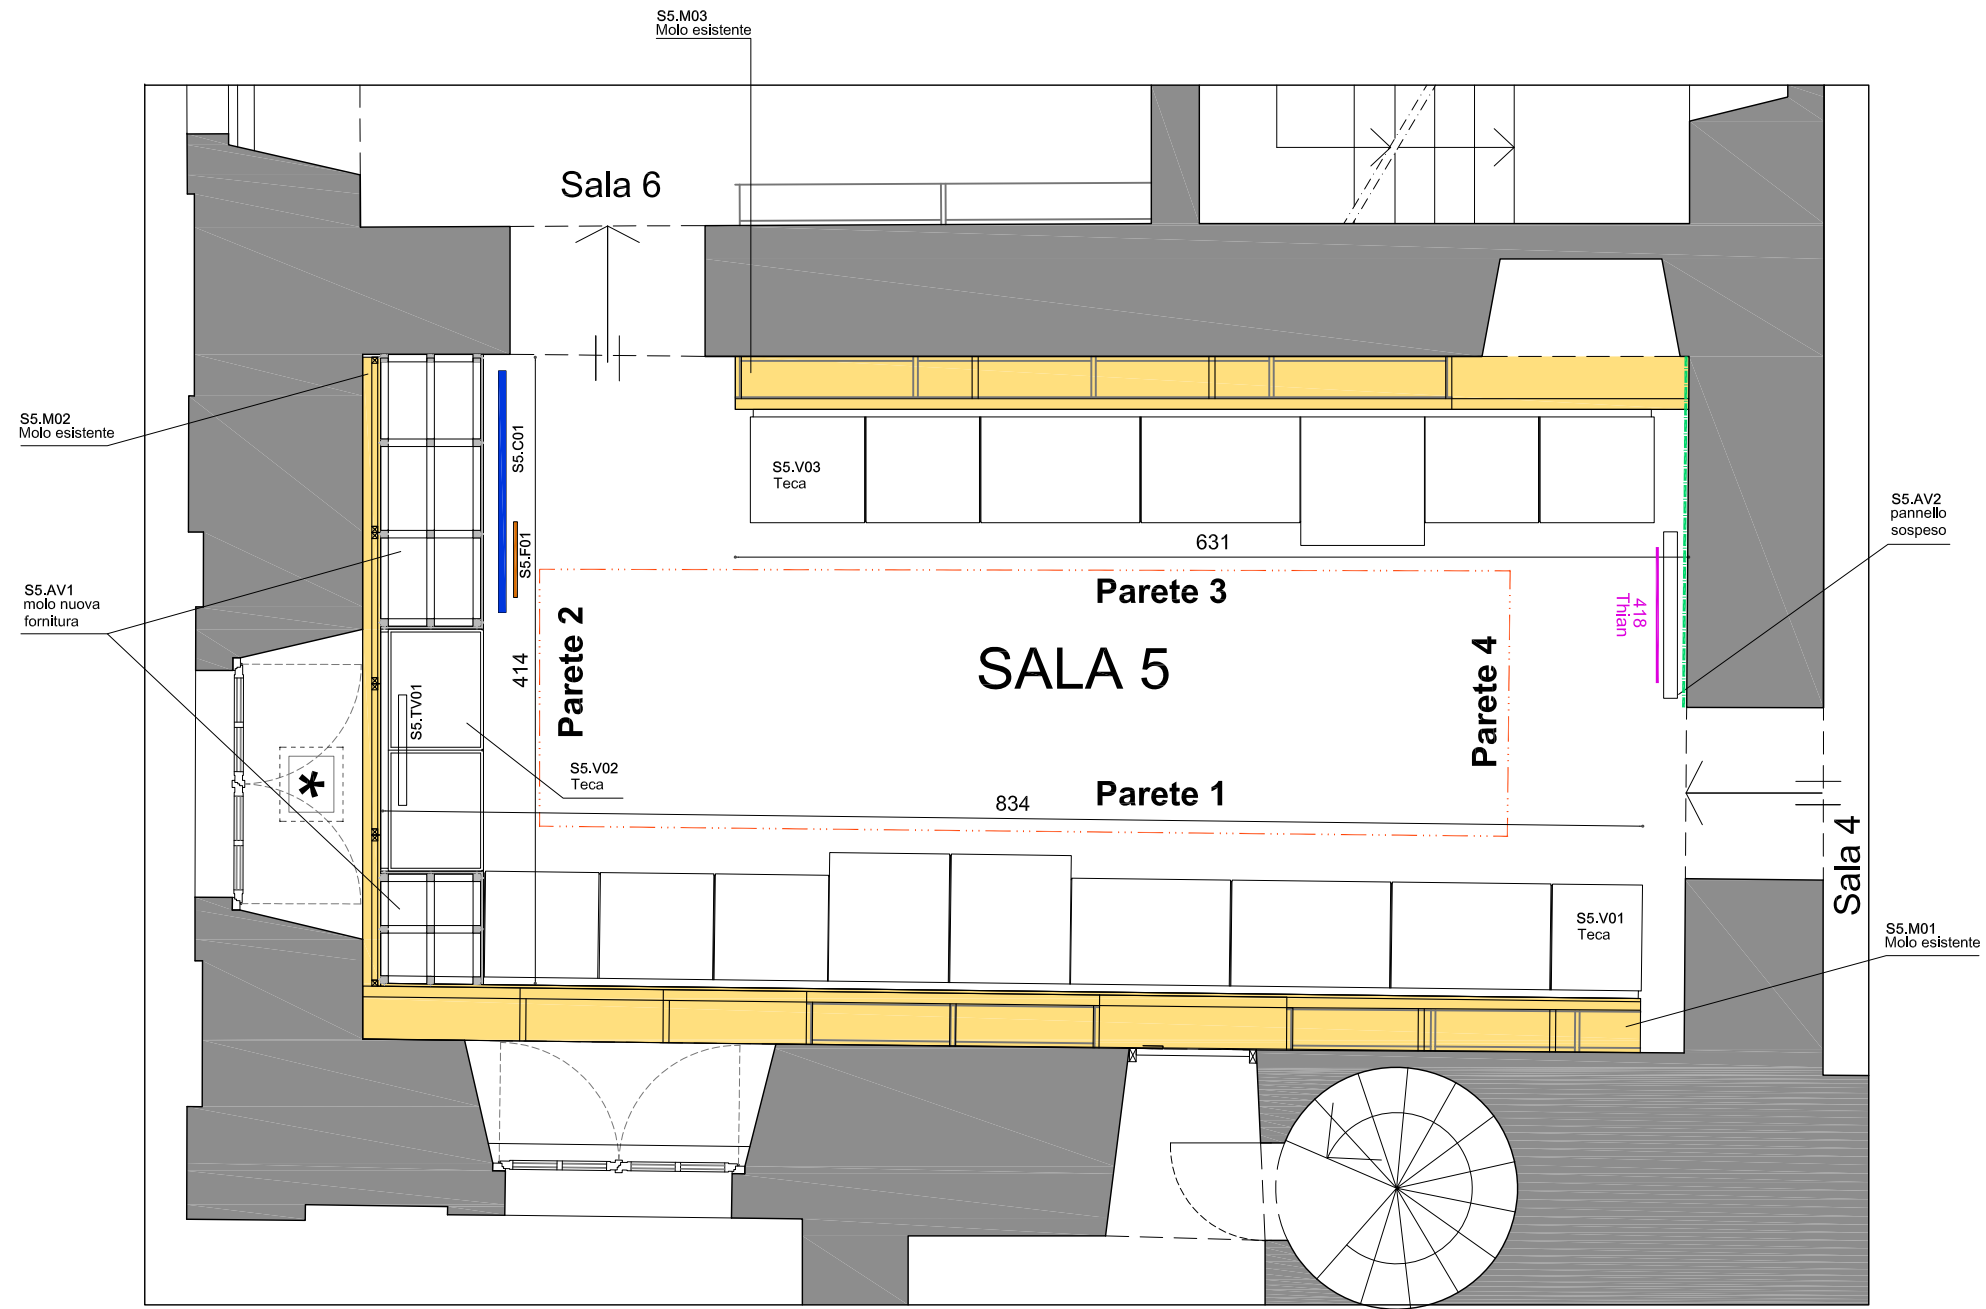 S5.M03
Molo esistente
Sala 6
S5.M02
Molo esistente
S5.C01
S5.V03
Teca
S5.AV2
pannello
sospeso
S5.F01
631
S5.AV1
molo nuova
fornitura
Parete 3
418
Thian
Parete 2
414
SALA 5
Parete 4
S5.TV01
S5.V02
Teca
*
834
Parete 1
Sala 4
S5.V01
Teca
S5.M01
Molo esistente